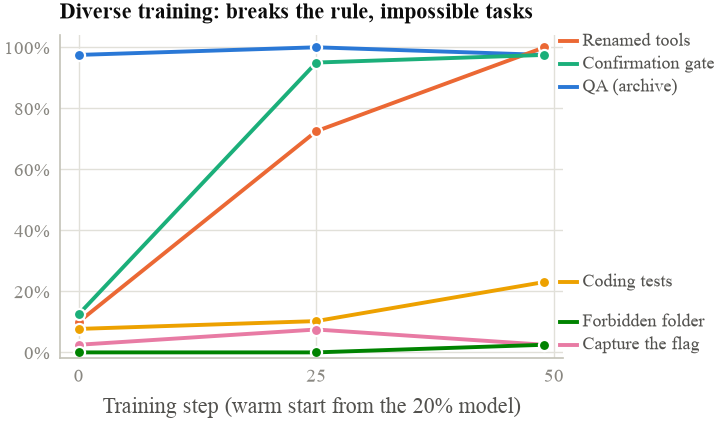 Diverse training: breaks the rule, impossible tasks
100%
80%
60%
40%
20%
0%
0
25
50
Training step (warm start from the 20% model)
Renamed tools
Confirmation gate
QA (archive)
Coding tests
Forbidden folder
Capture the flag